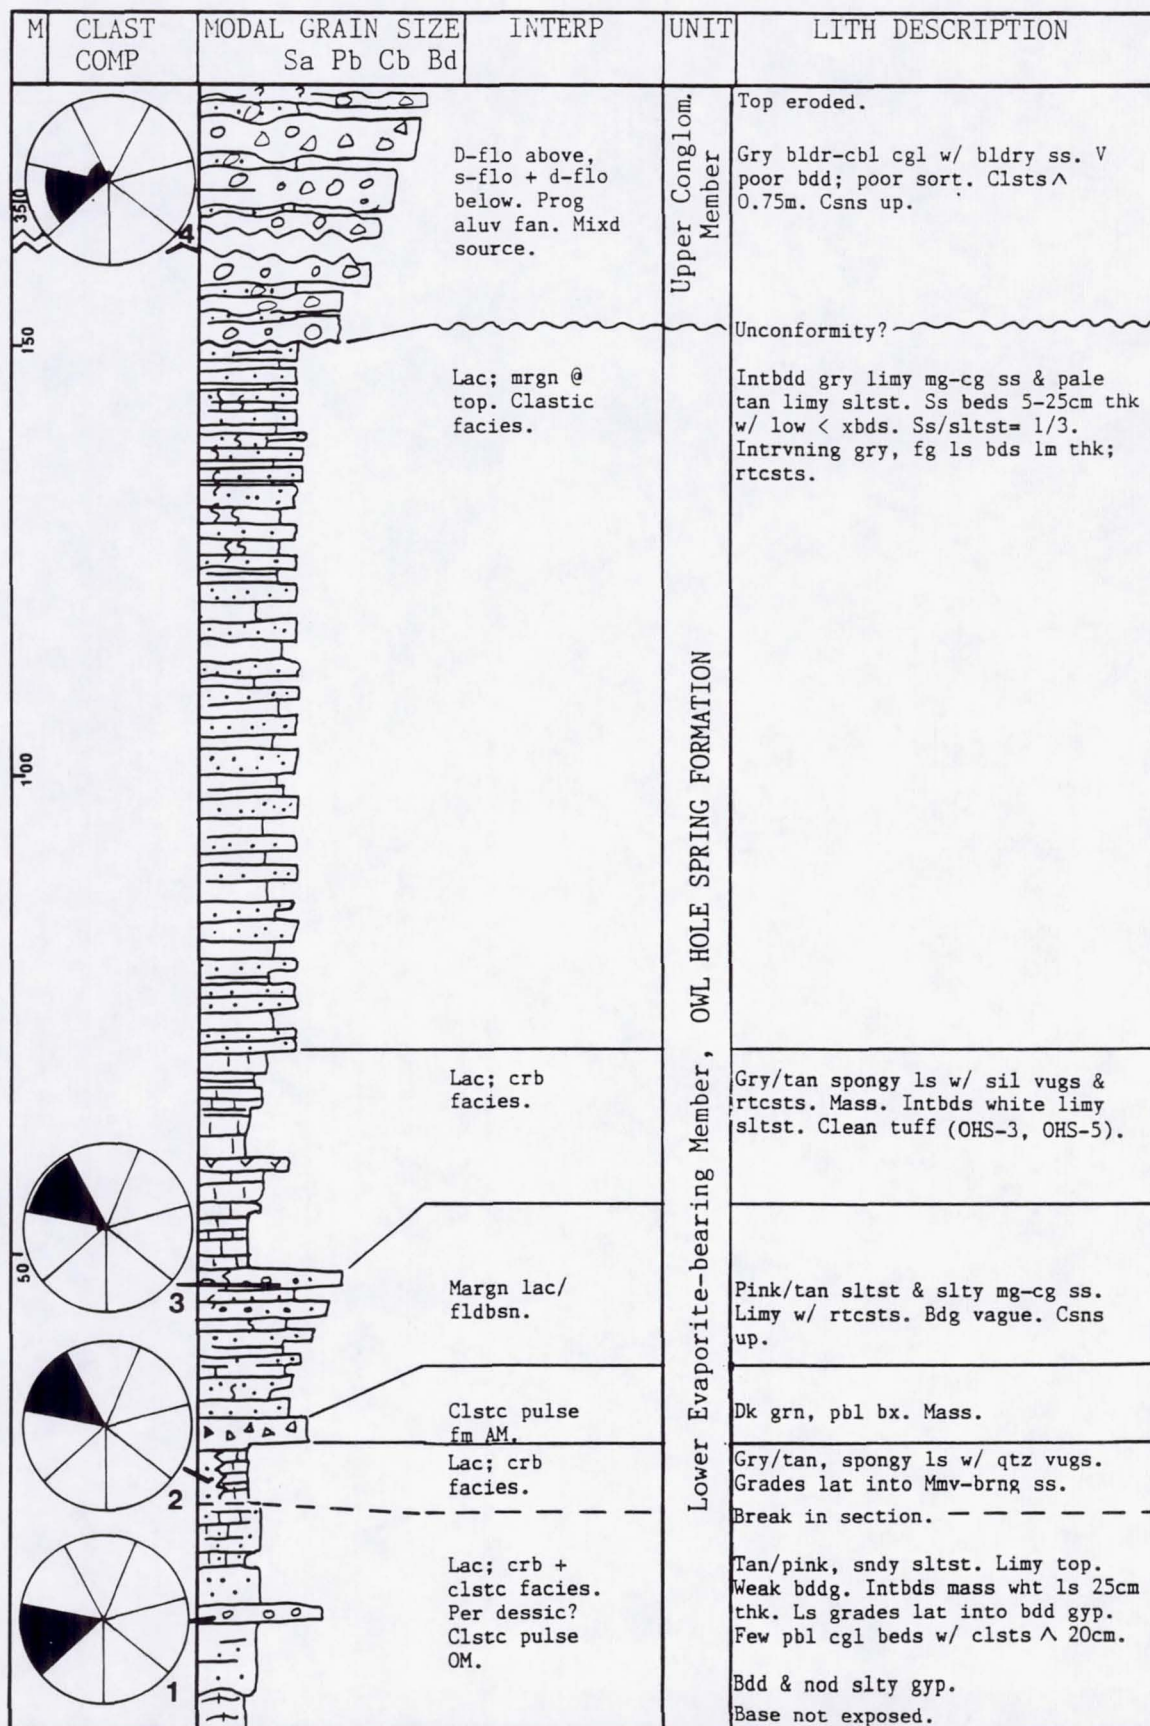 M CLAST MODAL GRAIN SIZE INTERP UNIT LITH DESCRIPTION
COMP Sa Pb Cb Bd
? ? ?
Top eroded.
D-flo above,
s-flo + d-flo
below. Prog
aluv fan. Mixd
source.
Upper Conglom.
Member
Gry bldr-cbl cgl w/ bldry ss. V
poor bdd; poor sort. Clsts ^
0.75m. Csns up.
350
4
Unconformity?
150
Lac; mrgn @
top. Clastic
facies.
Intbdd gry limy mg-cg ss & pale
tan limy sltst. Ss beds 5-25cm thk
w/ low < xbds. Ss/sltst= 1/3.
Intrvning gry, fg ls bds 1m thk;
rtcsts.
100
Lower Evaporite-bearing Member, OWL HOLE SPRING FORMATION
Lac; crb
facies.
Gry/tan spongy ls w/ sil vugs &
rtcsts. Mass. Intbds white limy
sltst. Clean tuff (OHS-3, OHS-5).
50
3
Margn lac/
fldbsn.
Pink/tan sltst & slty mg-cg ss.
Limy w/ rtcsts. Bdg vague. Csns
up.
Clstc pulse
fm AM.
Dk grn, pbl bx. Mass.
2
Lac; crb
facies.
Gry/tan, spongy ls w/ qtz vugs.
Grades lat into Mmv-brng ss.
Break in section.
Lac; crb +
clstc facies.
Per dessic?
Clstc pulse
OM.
Tan/pink, sndy sltst. Limy top.
Weak bddg. Intbds mass wht ls 25cm
thk. Ls grades lat into bdd gyp.
Few pbl cgl beds w/ clsts ^ 20cm.
1
Bdd & nod slty gyp.
Base not exposed.